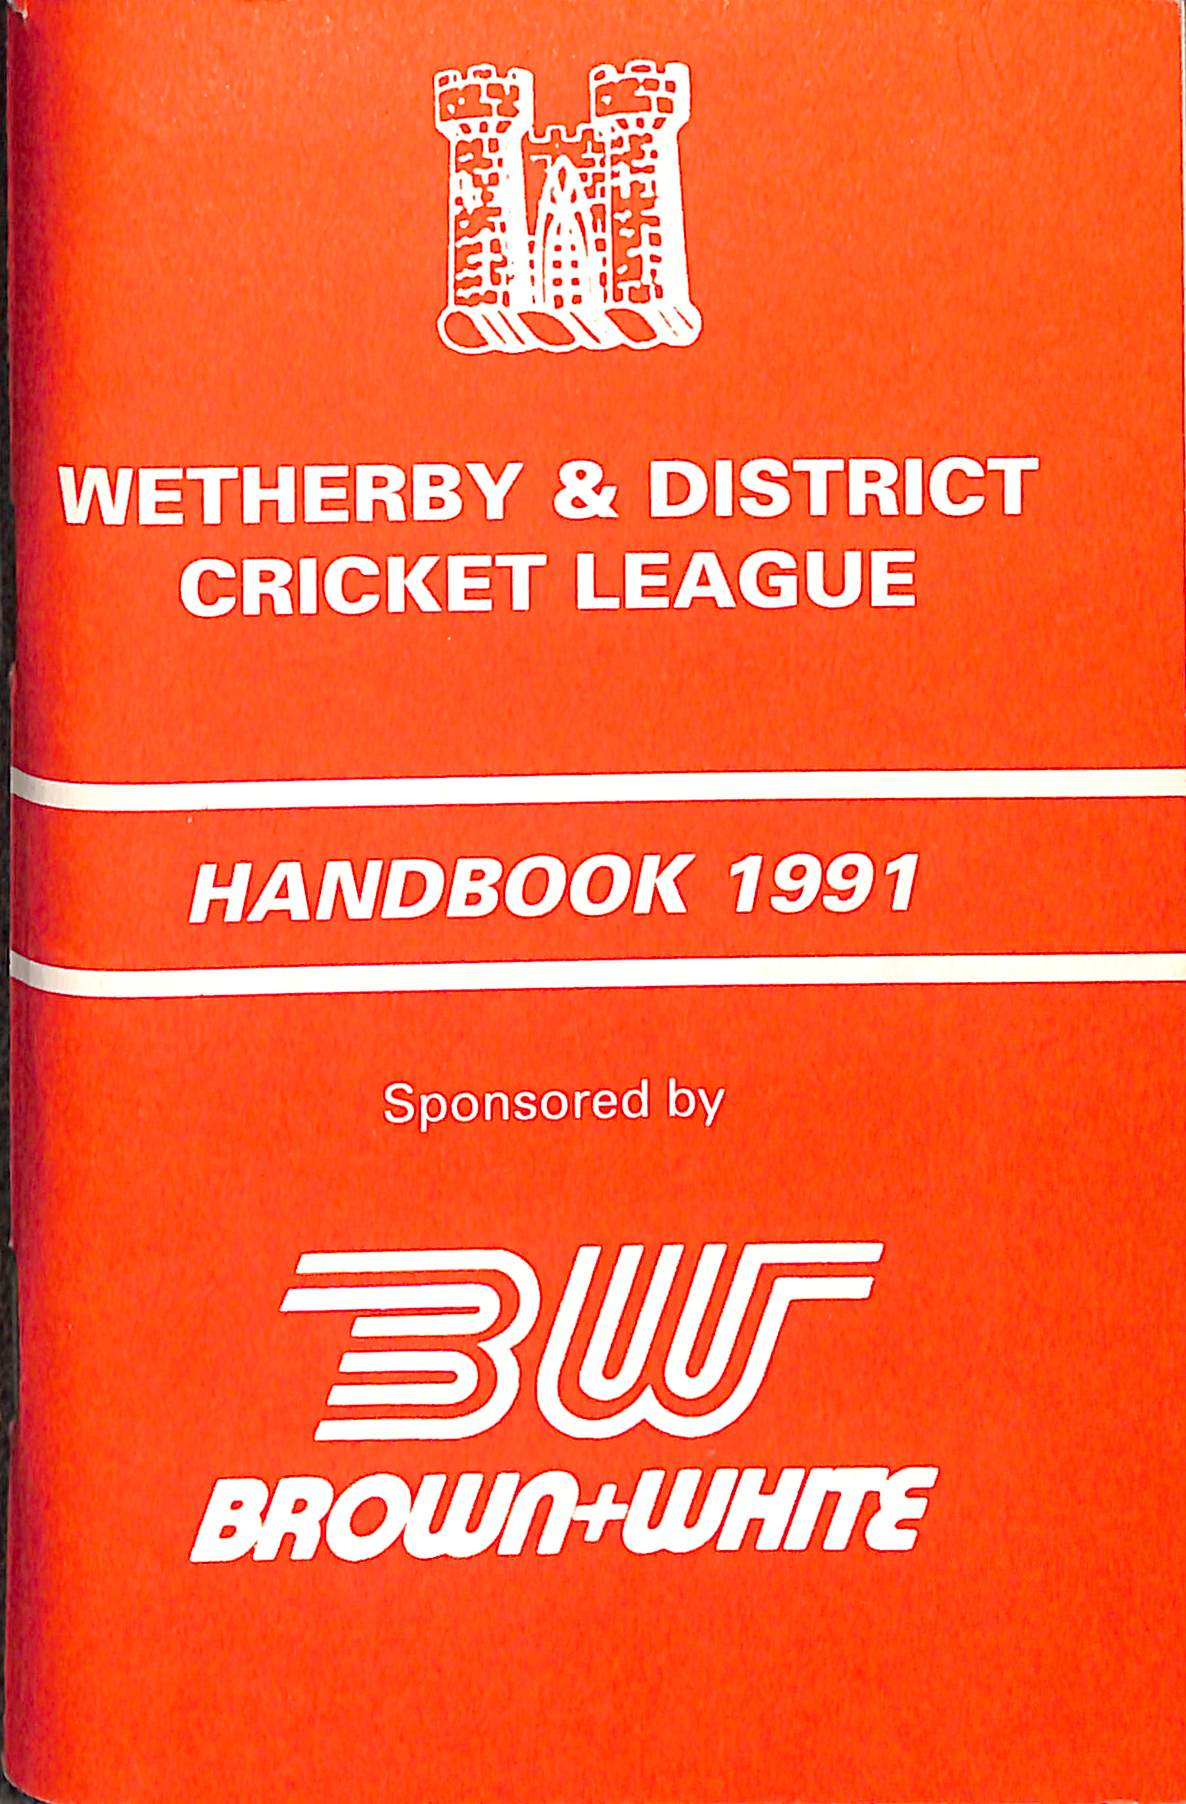 WETHERBY & DISTRICT
CRICKET LEAGUE
HANDBOOK 1991
Sponsored by
BW
BROWN+WHITE